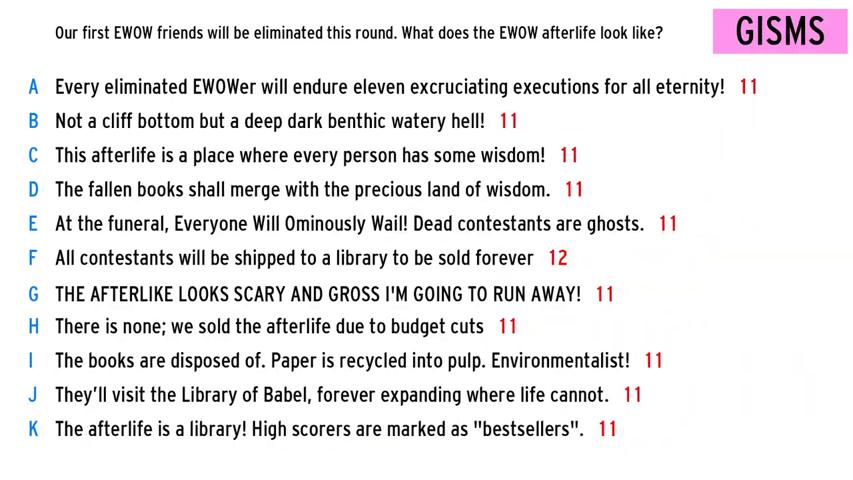 Our first EWOW friends will be eliminated this round. What does the EWOW afterlife look like?
GISMS
A Every eliminated EWOWer will endure eleven excruciating executions for all eternity! 11
B Not a cliff bottom but a deep dark benthic watery hell! 11
C This afterlife is a place where every person has some wisdom! 11
D The fallen books shall merge with the precious land of wisdom. 11
E At the funeral, Everyone Will Ominously Wail! Dead contestants are ghosts. 11
F All contestants will be shipped to a library to be sold forever 12
G THE AFTERLIKE LOOKS SCARY AND GROSS I'M GOING TO RUN AWAY! 11
H There is none; we sold the afterlife due to budget cuts 11
I The books are disposed of. Paper is recycled into pulp. Environmentalist! 11
J They’ll visit the Library of Babel, forever expanding where life cannot. 11
K The afterlife is a library! High scorers are marked as "bestsellers". 11